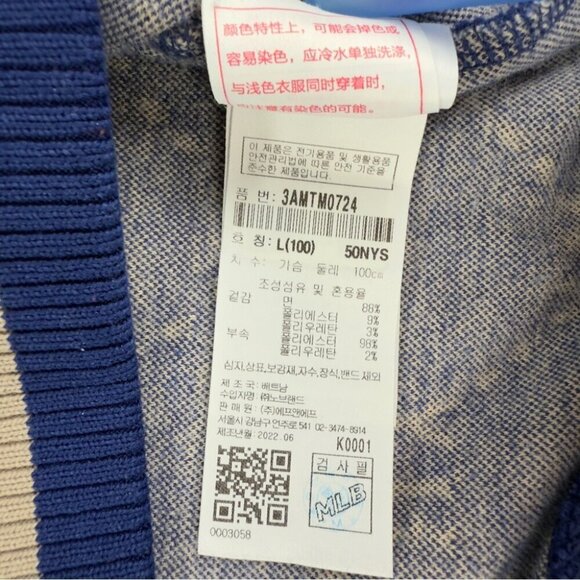 颜色特性上，可能会掉色或
容易染色，应冷水单独洗涤，
与浅色衣服同时穿着时，
有染色的可能.
이 제품은 전기용품 및 생활용품
안전관리법에 따른 안전 기준을
준수한 제품입니다.
품 번: 3AMTM0724
호 칭: L(100) 50NYS
치 수: 가슴 둘레 100cm
조성섬유 및 혼용율
겉감 면 88%
폴리에스터 9%
폴리우레탄 3%
부속 폴리에스터 98%
폴리우레탄 2%
심지,상표,보강재,자수,장식,밴드 제외
제 조 국: 베트남
수입자명: ㈜노브랜드
판 매 원: (주)에프앤에프
서울시 강남구 언주로 541 02-3474-8914
제조년월: 2022.06 K0001
검 사 필
MLB
0003058